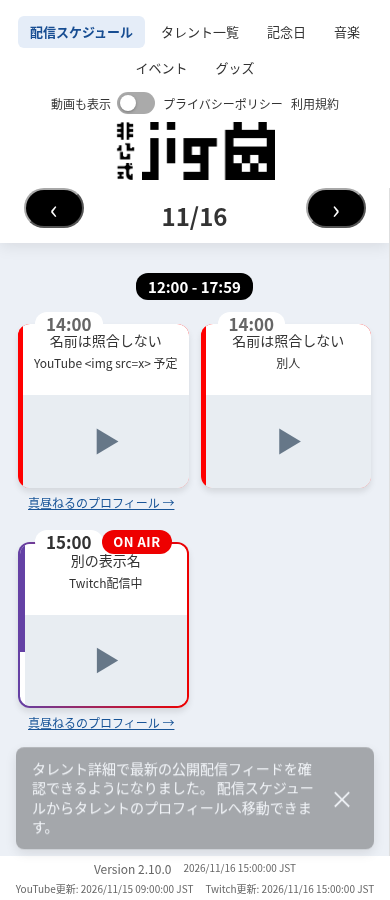 配信スケジュール タレント一覧 記念日 音楽
イベント グッズ
動画も表示 プライバシーポリシー 利用規約
非公式 jig
‹ 11/16 ›
12:00 - 17:59
14:00 14:00
名前は照合しない 名前は照合しない
YouTube <img src=x> 予定 別人
真昼ねるのプロフィール →
15:00 ON AIR
別の表示名
Twitch配信中
真昼ねるのプロフィール →
タレント詳細で最新の公開配信フィードを確
認できるようになりました。 配信スケジュー
ルからタレントのプロフィールへ移動できま
す。
Version 2.10.0 2026/11/16 15:00:00 JST
YouTube更新: 2026/11/15 09:00:00 JST Twitch更新: 2026/11/16 15:00:00 JST